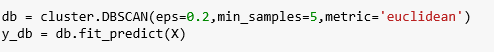 db = cluster.DBSCAN(eps=0.2,min_samples=5,metric='euclidean')
y_db = db.fit_predict(X)